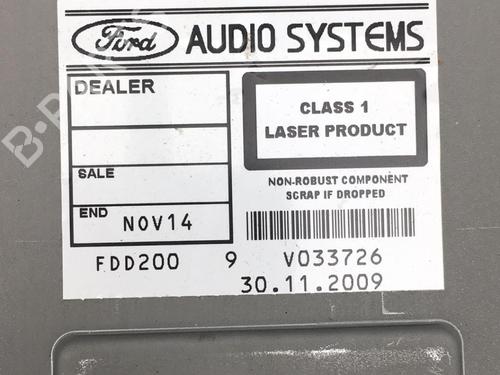 Ford AUDIO SYSTEMS
DEALER
CLASS 1
LASER PRODUCT
SALE
NON-ROBUST COMPONENT
SCRAP IF DROPPED
END NOV14
FDD200 9 V033726
30.11.2009